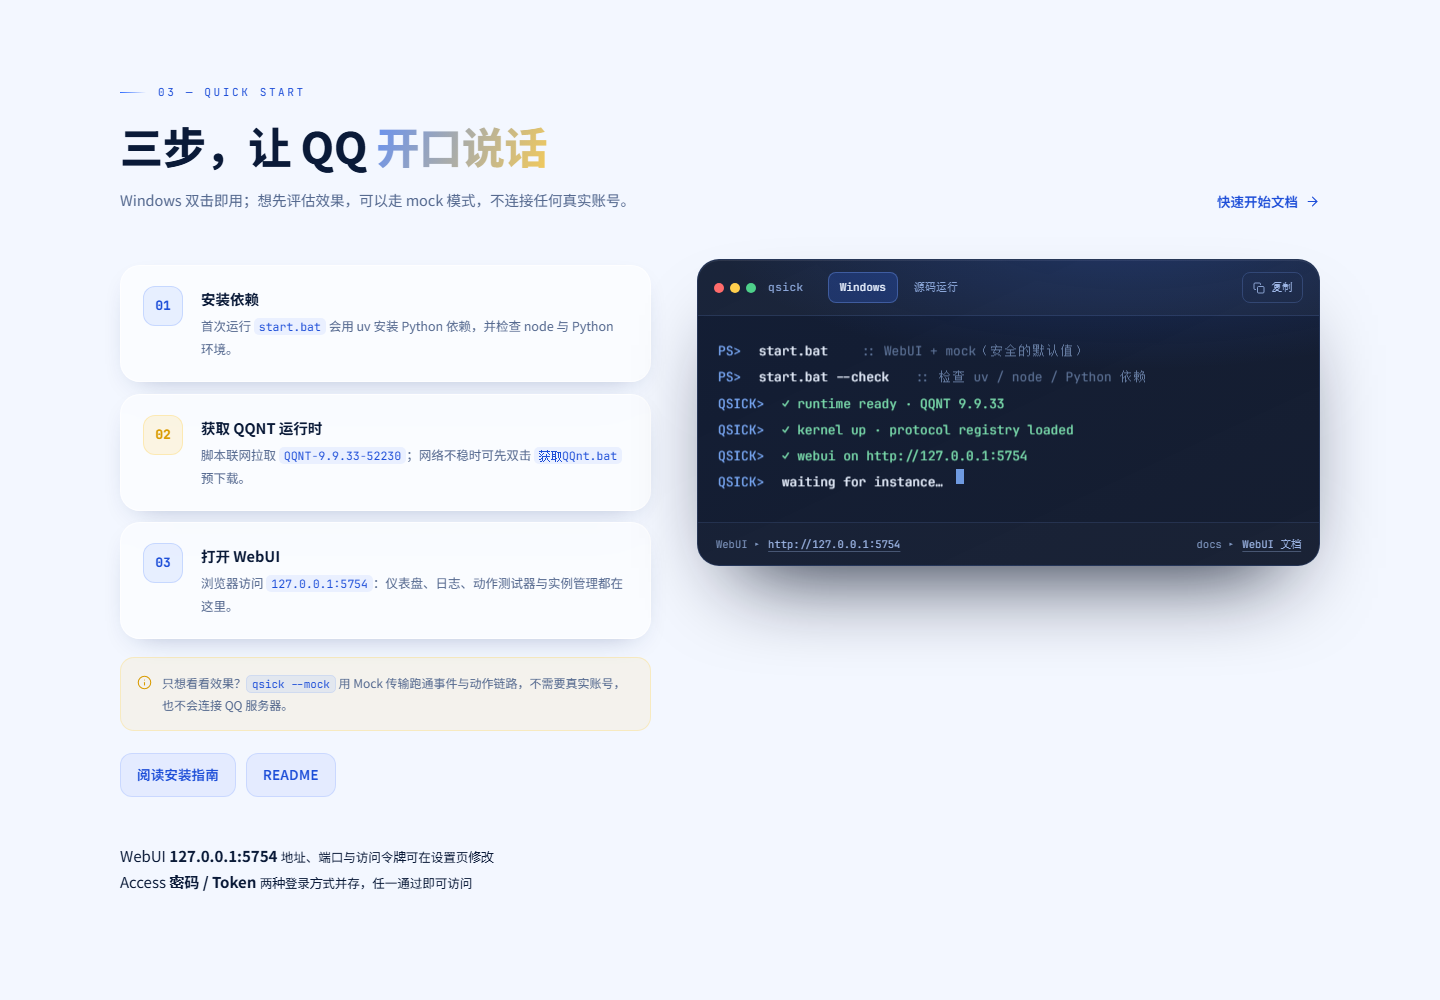 03 — QUICK START
三步，让 QQ 开口说话
Windows 双击即用；想先评估效果，可以走 mock 模式，不连接任何真实账号。
快速开始文档 →
01
安装依赖
首次运行 start.bat 会用 uv 安装 Python 依赖，并检查 node 与 Python
环境。
02
获取 QQNT 运行时
脚本联网拉取 QQNT-9.9.33-52230；网络不稳时可先双击 获取QQnt.bat
预下载。
03
打开 WebUI
浏览器访问 127.0.0.1:5754：仪表盘、日志、动作测试器与实例管理都在
这里。
只想看看效果？qsick --mock 用 Mock 传输跑通事件与动作链路，不需要真实账号，
也不会连接 QQ 服务器。
阅读安装指南
README
qsick
Windows
源码运行
复制
PS> start.bat :: WebUI + mock（安全的默认值）
PS> start.bat --check :: 检查 uv / node / Python 依赖
QSICK> ✓ runtime ready · QQNT 9.9.33
QSICK> ✓ kernel up · protocol registry loaded
QSICK> ✓ webui on http://127.0.0.1:5754
QSICK> waiting for instance…
WebUI ▸ http://127.0.0.1:5754
docs ▸ WebUI 文档
WebUI 127.0.0.1:5754 地址、端口与访问令牌可在设置页修改
Access 密码 / Token 两种登录方式并存，任一通过即可访问